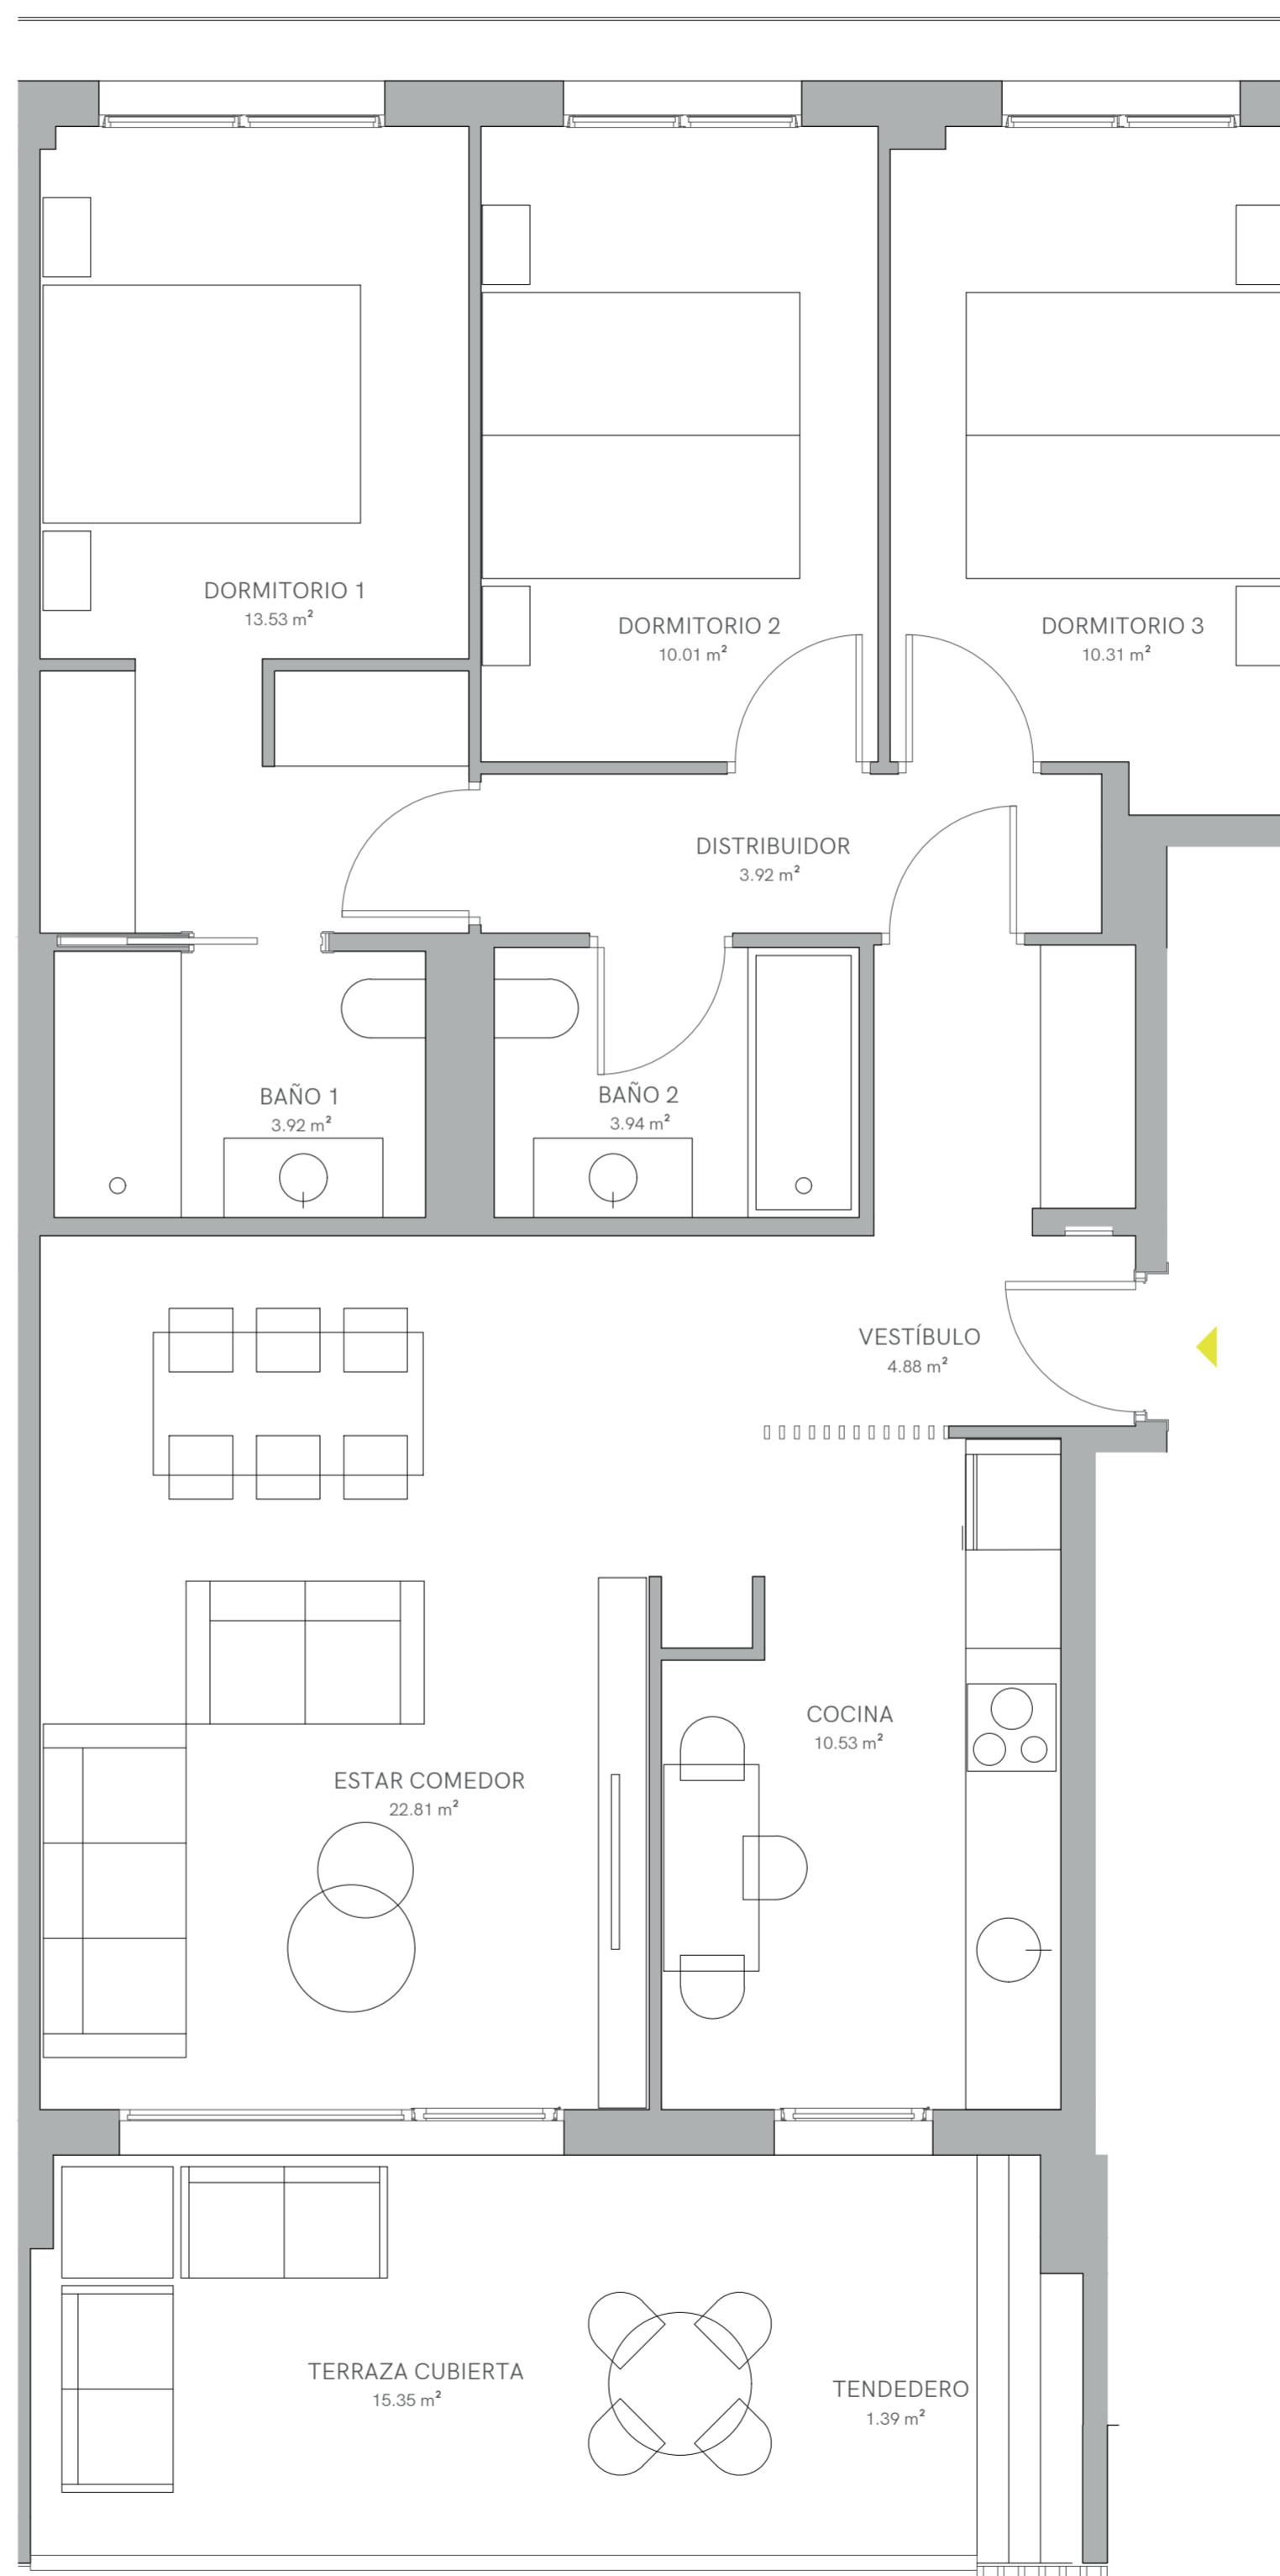 DORMITORIO 1
13.53 m²
DORMITORIO 2
10.01 m²
DORMITORIO 3
10.31 m²
DISTRIBUIDOR
3.92 m²
BAÑO 1
3.92 m²
BAÑO 2
3.94 m²
VESTÍBULO
4.88 m²
COCINA
10.53 m²
ESTAR COMEDOR
22.81 m²
TERRAZA CUBIERTA
15.35 m²
TENDEDERO
1.39 m²